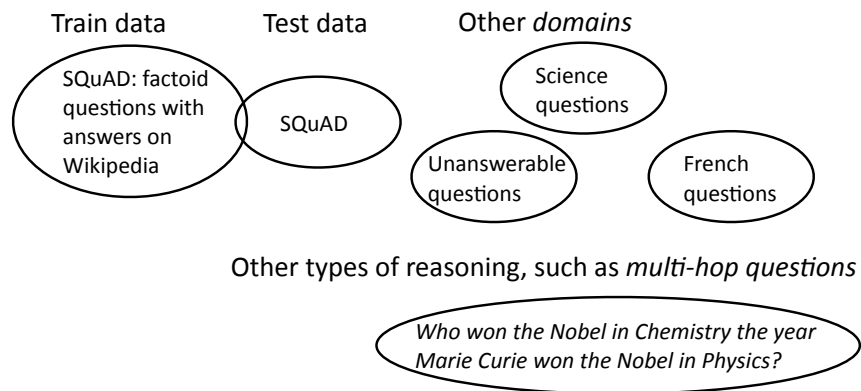 Train data
Test data
Other domains
SQuAD: factoid
questions with
answers on
Wikipedia
SQuAD
Science
questions
Unanswerable
questions
French
questions
Other types of reasoning, such as multi-hop questions
Who won the Nobel in Chemistry the year
Marie Curie won the Nobel in Physics?